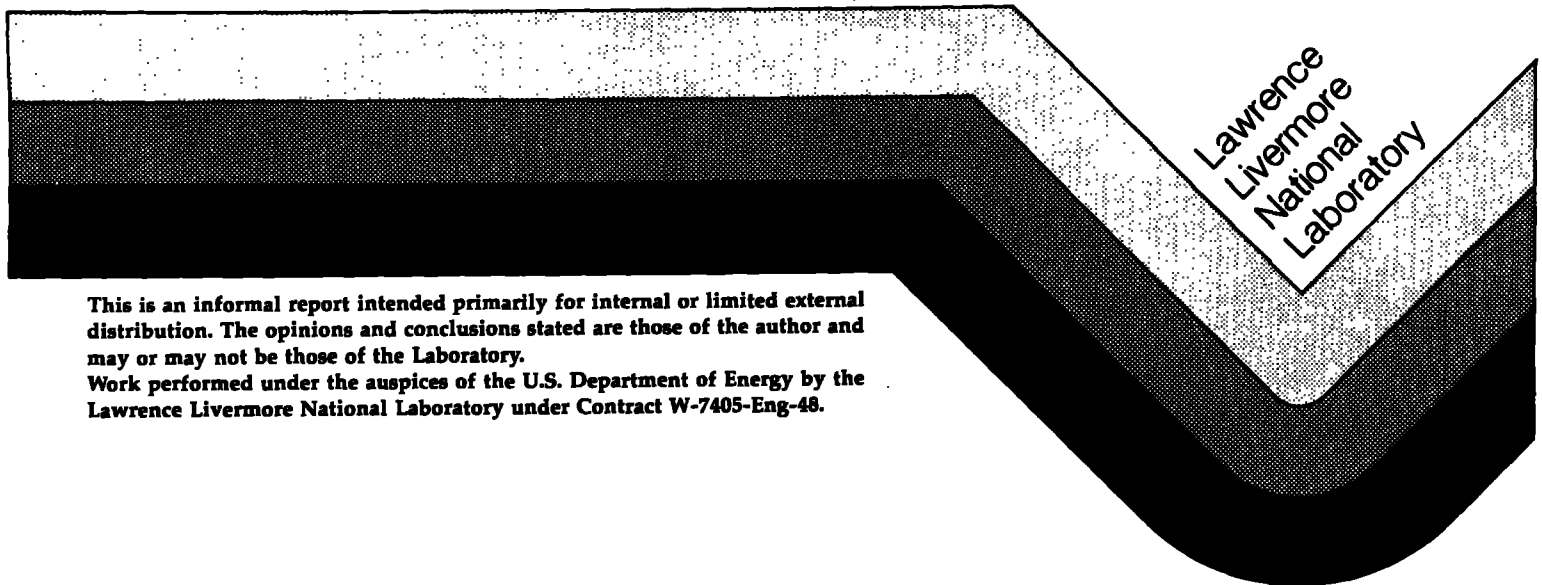 Lawrence
Livermore
National
Laboratory
This is an informal report intended primarily for internal or limited external
distribution. The opinions and conclusions stated are those of the author and
may or may not be those of the Laboratory.
Work performed under the auspices of the U.S. Department of Energy by the
Lawrence Livermore National Laboratory under Contract W-7405-Eng-48.